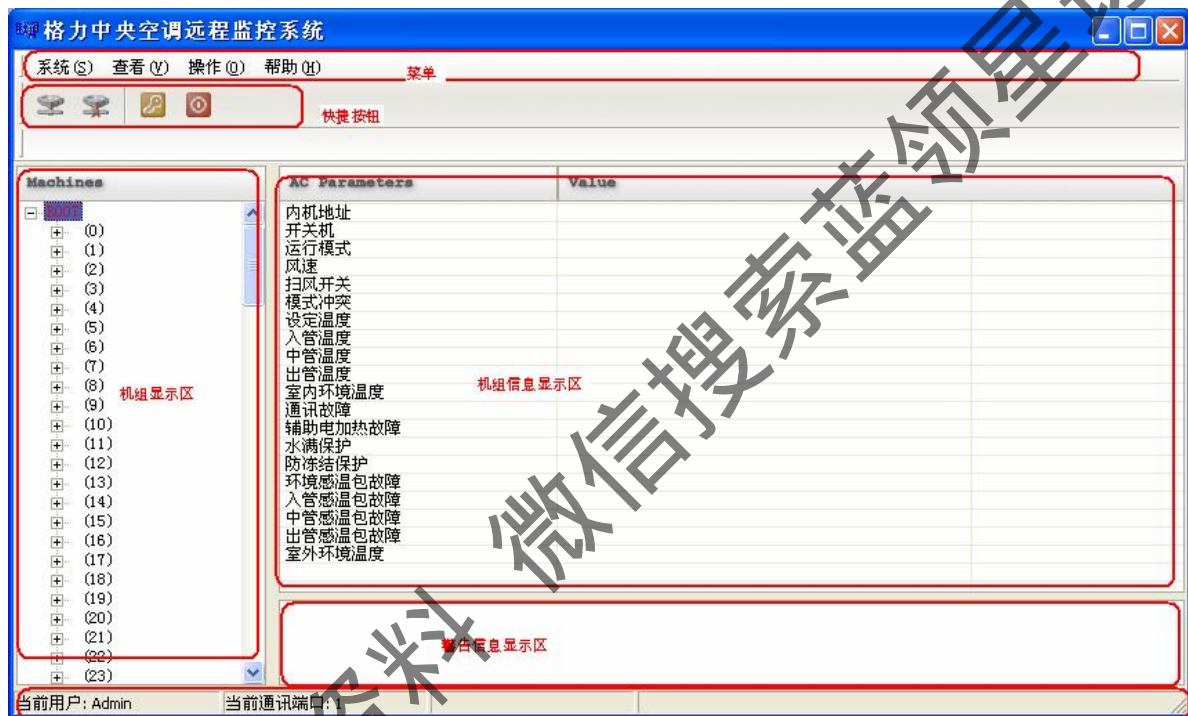 格力中央空调远程监控系统
系统(S) 查看(V) 操作(O) 帮助(H)
菜单
快捷按钮
Machines
AC Parameters Value
ROOT
(0)
(1)
(2)
(3)
(4)
(5)
(6)
(7)
(8)
(9)
(10)
(11)
(12)
(13)
(14)
(15)
(16)
(17)
(18)
(19)
(20)
(21)
(22)
(23)
机组显示区
内机地址
开关机
运行模式
风速
扫风开关
模式冲突
设定温度
入管温度
中管温度
出管温度
室内环境温度
通讯故障
辅助电加热故障
水满保护
防冻结保护
环境感温包故障
入管感温包故障
中管感温包故障
出管感温包故障
室外环境温度
机组信息显示区
警告信息显示区
当前用户: Admin 当前通讯端口: 1
资料 微信搜索蓝领星球